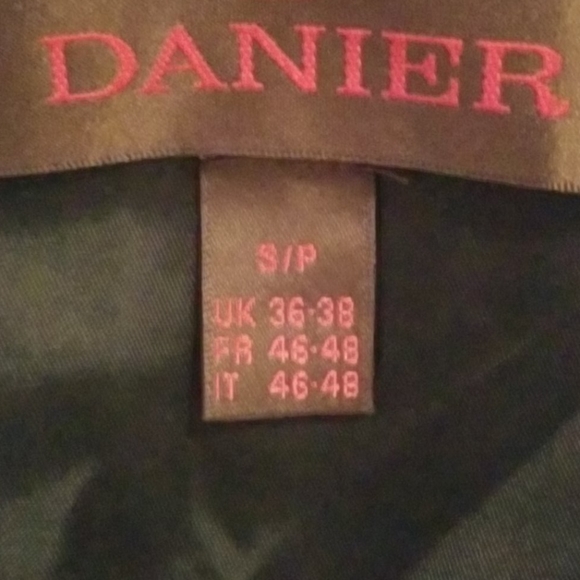 DANIER
S/P
UK 36-38
FR 46-48
IT 46-48